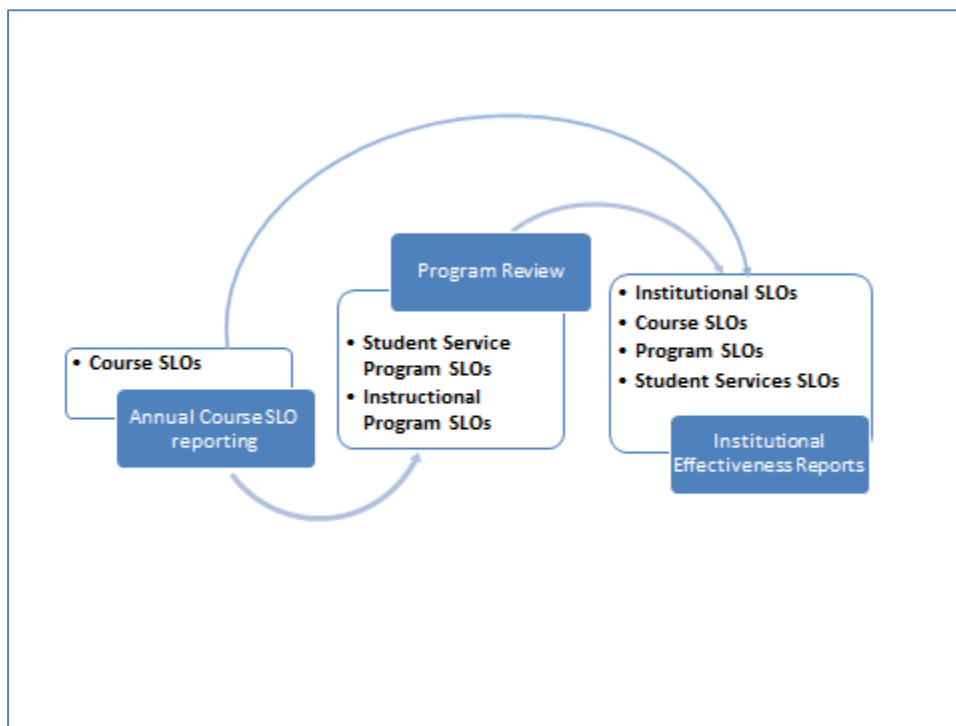 • Course SLOs
Annual Course SLO
reporting
Program Review
• Student Service
Program SLOs
• Instructional
Program SLOs
• Institutional SLOs
• Course SLOs
• Program SLOs
• Student Services SLOs
Institutional
Effectiveness Reports